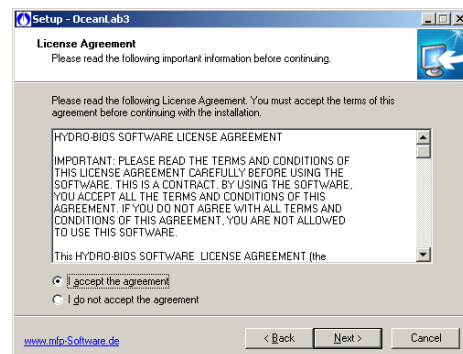 Setup - OceanLab3
License Agreement
Please read the following important information before continuing.
Please read the following License Agreement. You must accept the terms of this
agreement before continuing with the installation.
HYDRO-BIOS SOFTWARE LICENSE AGREEMENT
IMPORTANT: PLEASE READ THE TERMS AND CONDITIONS OF
THIS LICENSE AGREEMENT CAREFULLY BEFORE USING THE
SOFTWARE. THIS IS A CONTRACT. BY USING THE SOFTWARE,
YOU ACCEPT ALL THE TERMS AND CONDITIONS OF THIS
AGREEMENT. IF YOU DO NOT AGREE WITH ALL TERMS AND
CONDITIONS OF THIS AGREEMENT, YOU ARE NOT ALLOWED
TO USE THIS SOFTWARE.
This HYDRO-BIOS SOFTWARE LICENSE AGREEMENT (the
I accept the agreement
I do not accept the agreement
www.mfp-Software.de
< Back
Next >
Cancel